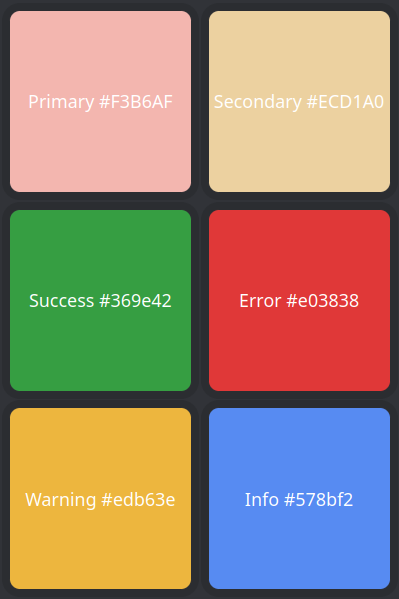 Primary #F3B6AF
Secondary #ECD1A0
Success #369e42
Error #e03838
Warning #edb63e
Info #578bf2